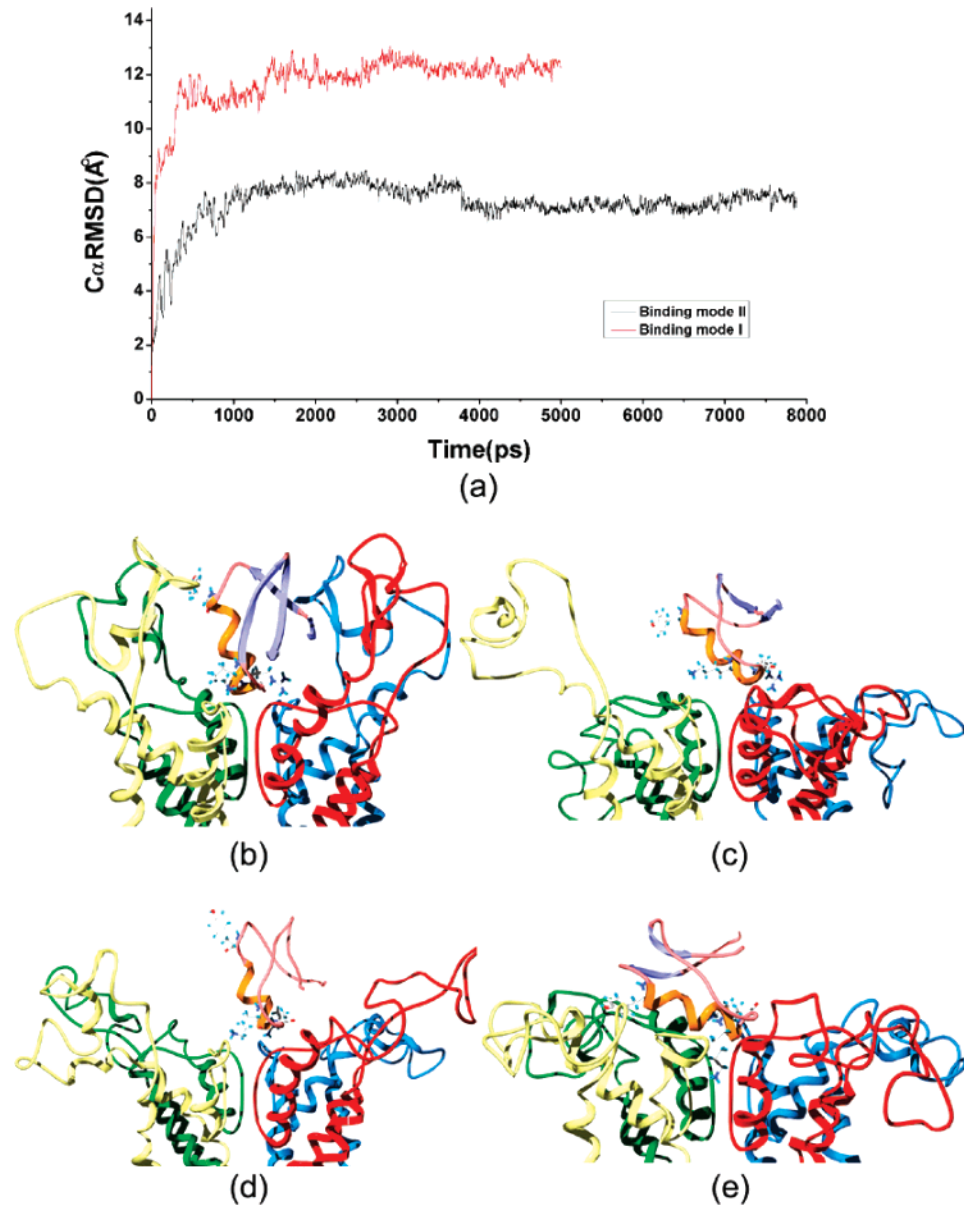 14
12
10
8
6
4
2
0
CαRMSD(Å)
Binding mode II
Binding mode I
0 1000 2000 3000 4000 5000 6000 7000 8000
Time(ps)
(a)
(b) (c)
(d) (e)